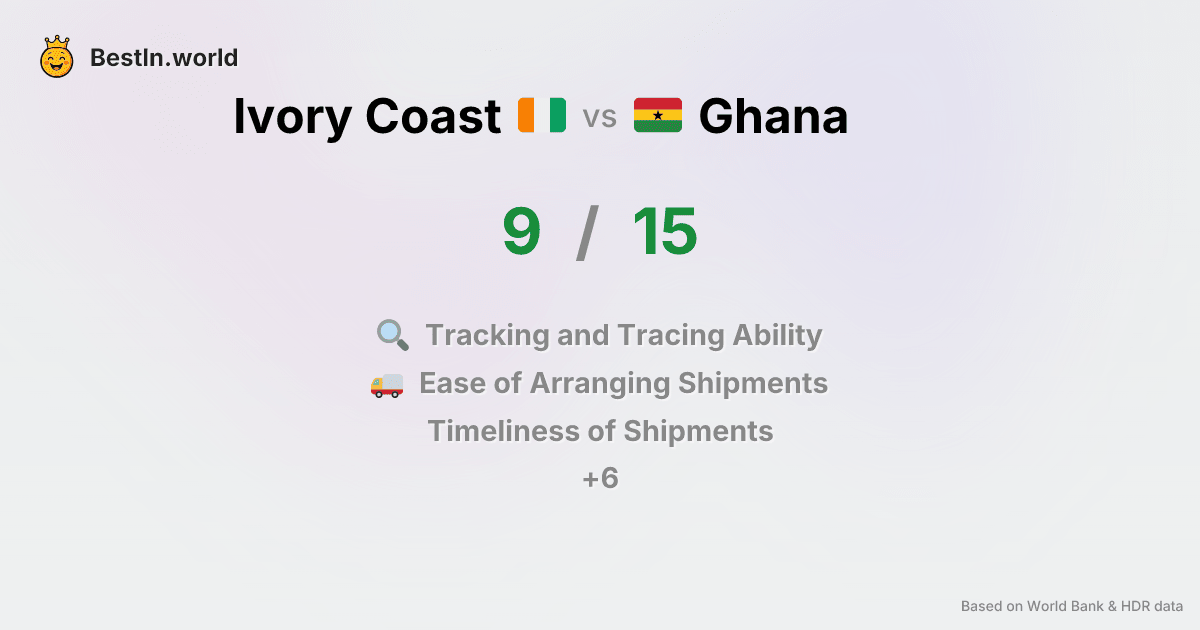 BestIn.world
Ivory Coast vs Ghana
9 / 15
Tracking and Tracing Ability
Ease of Arranging Shipments
Timeliness of Shipments
+6
Based on World Bank & HDR data